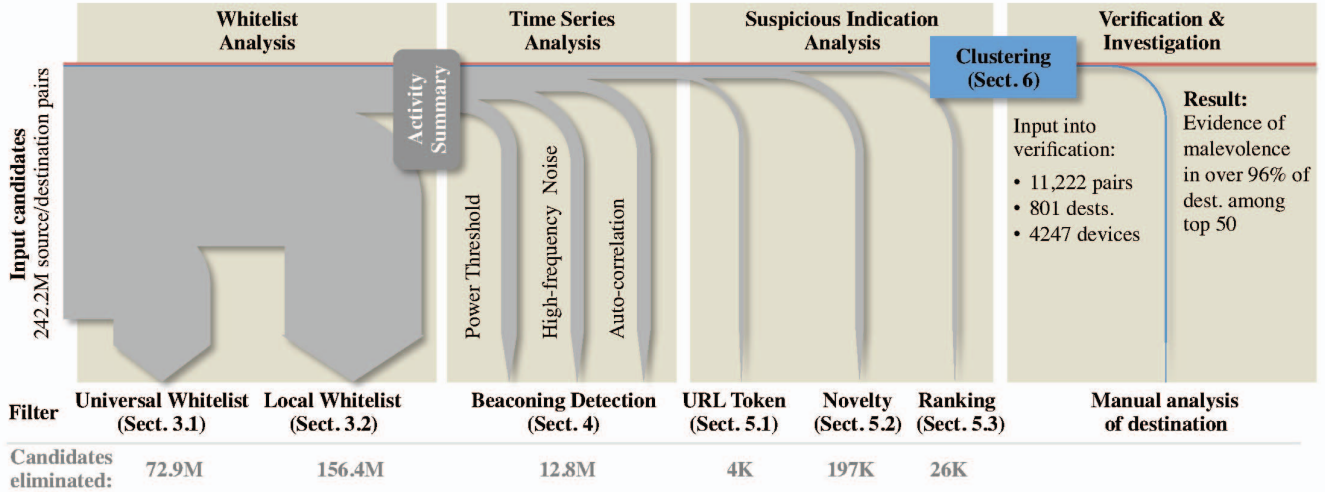 Whitelist
Analysis
Time Series
Analysis
Suspicious Indication
Analysis
Verification &
Investigation
Input candidates
242.2M source/destination pairs
Activity
Summary
Clustering
(Sect. 6)
Power Threshold
High-frequency Noise
Auto-correlation
Input into
verification:
• 11,222 pairs
• 801 dests.
• 4247 devices
Result:
Evidence of
malevolence
in over 96% of
dest. among
top 50
Filter
Universal Whitelist
(Sect. 3.1)
Local Whitelist
(Sect. 3.2)
Beaconing Detection
(Sect. 4)
URL Token
(Sect. 5.1)
Novelty
(Sect. 5.2)
Ranking
(Sect. 5.3)
Manual analysis
of destination
Candidates
eliminated:
72.9M
156.4M
12.8M
4K
197K
26K